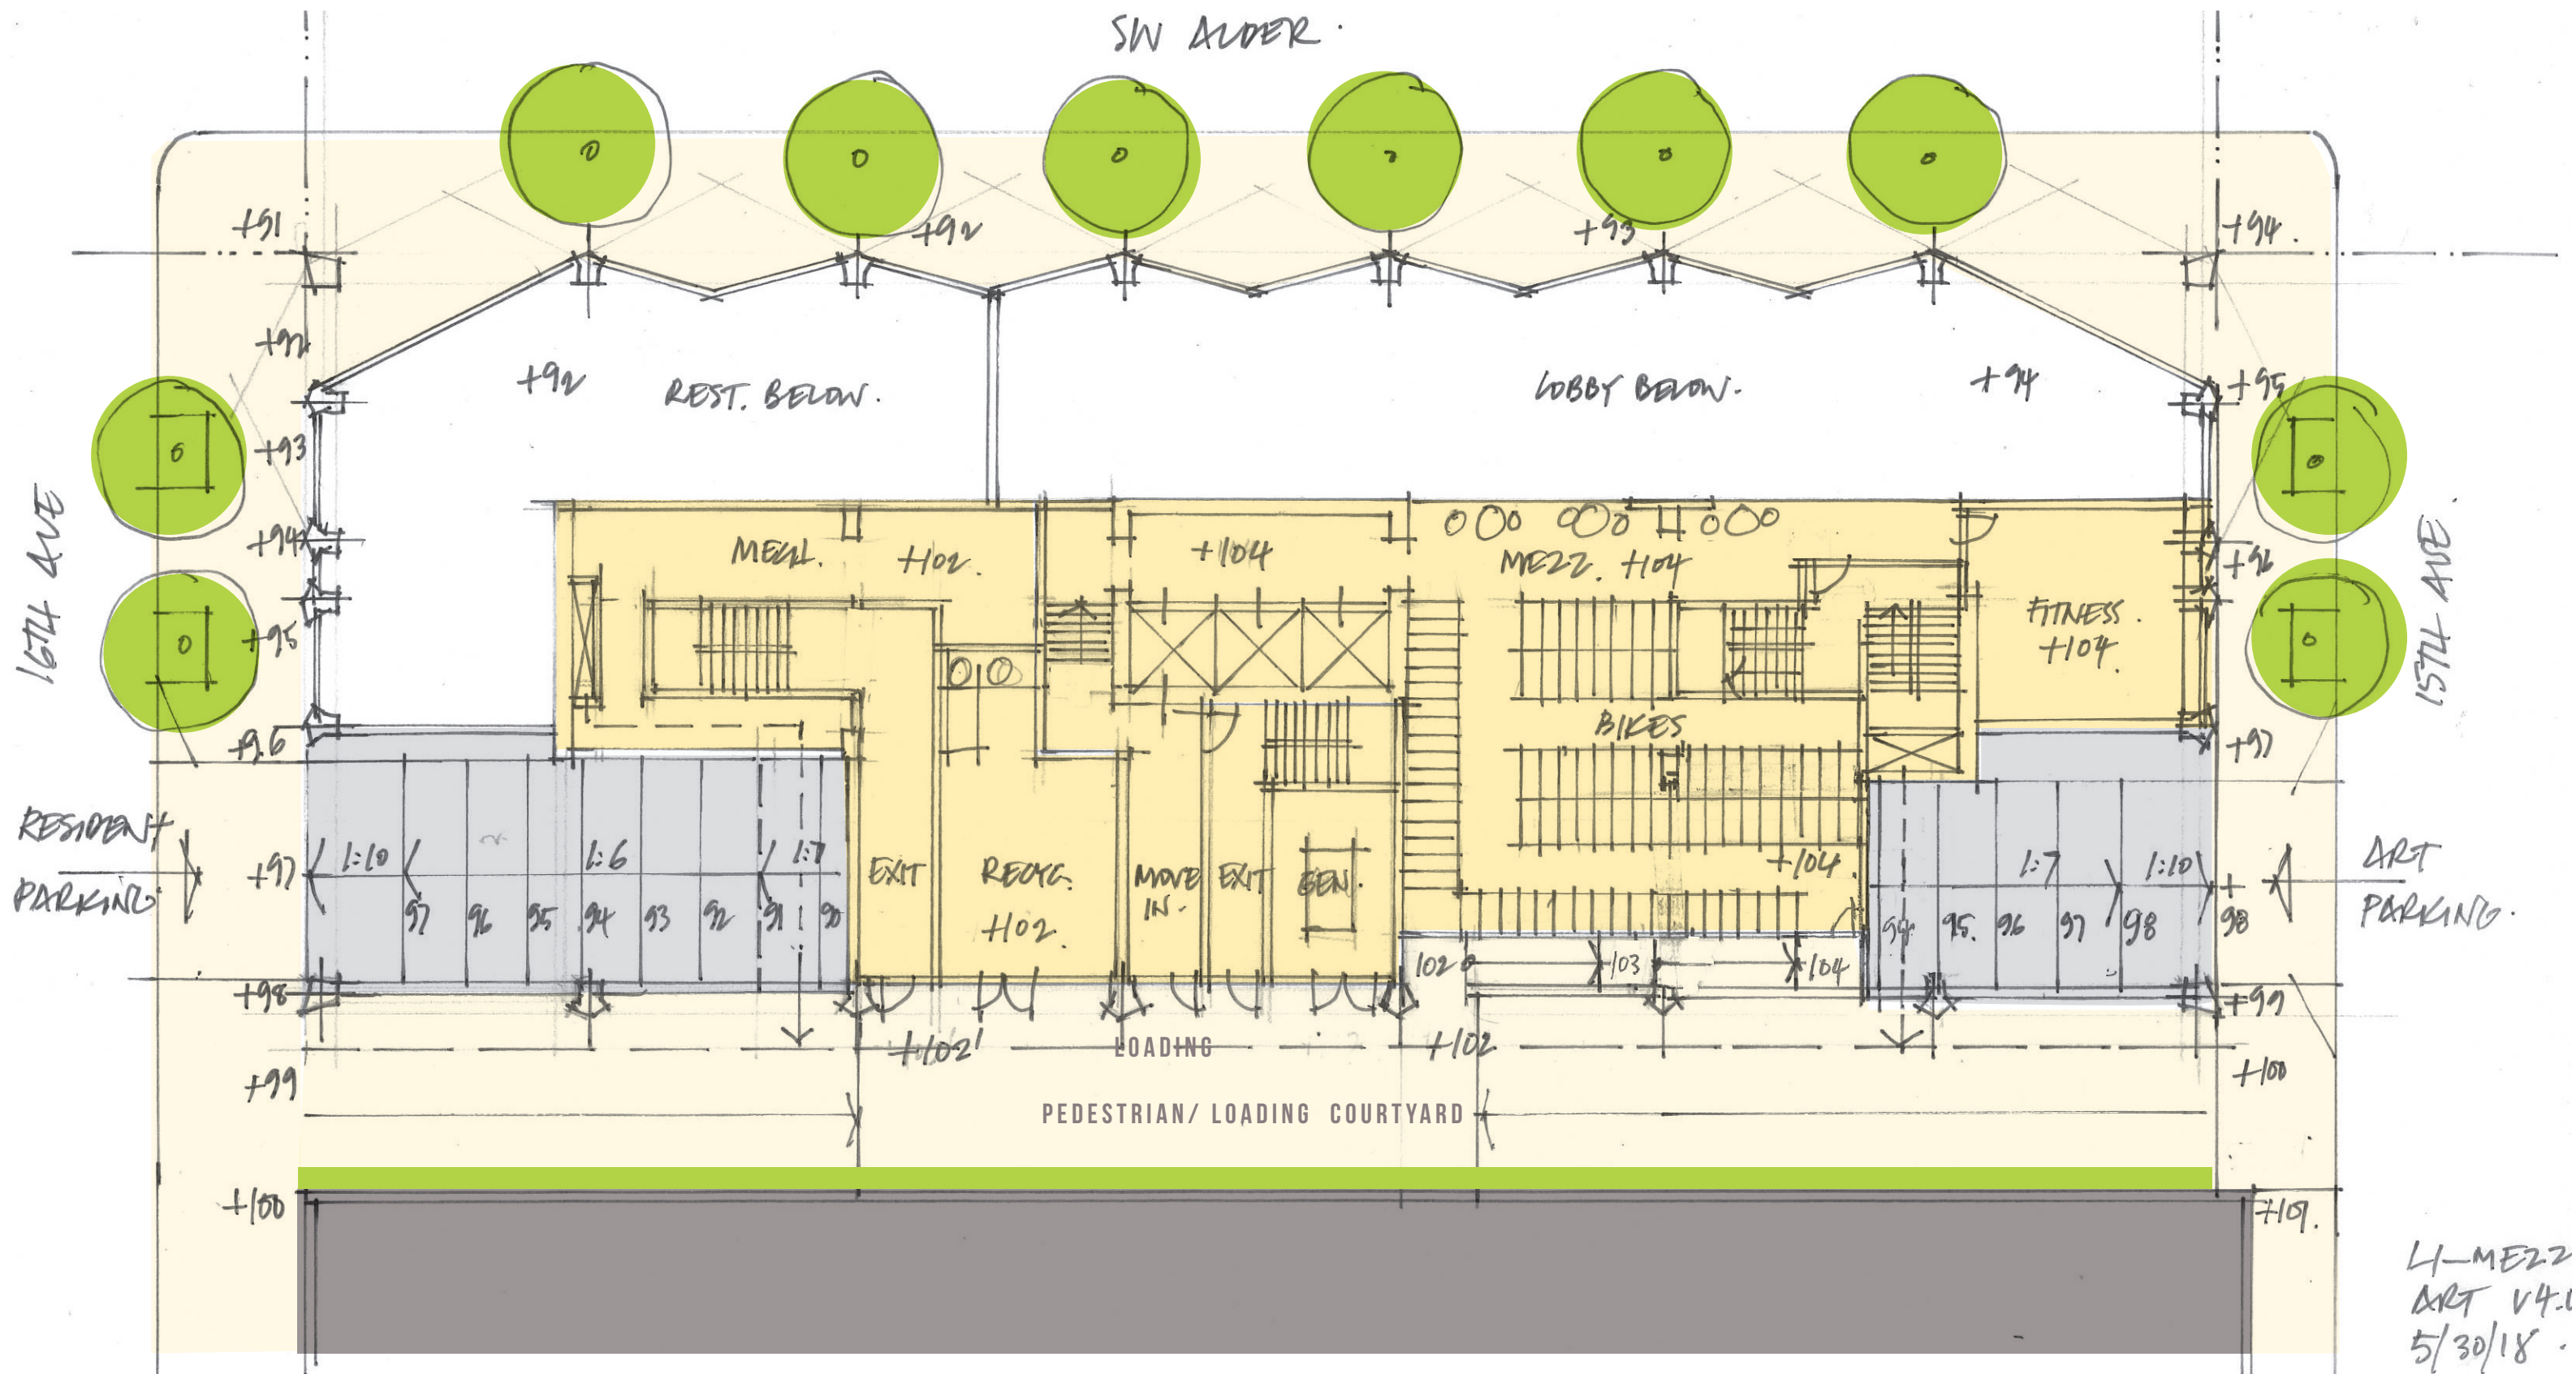 SW ALDER.
+91
+92
+93
+94.
+92
+92
REST. BELOW.
LOBBY BELOW.
+94
+95
+93
+94
+95
+96
16TH AVE
15TH AVE.
MECH.
+102.
+104
MEZZ. +104
FITNESS.
+104
BIKES
+9.6
+97
RESIDENT
PARKING
+97
1:10
1:6
1:7
97
96
95
94
93
92
91
90
EXIT
RECYC.
+102.
MOVE
IN.
EXIT
GEN.
+104.
1:7
1:10
94
95.
96
97
98
+
98
ART
PARKING.
102
103
104
+98
+99
+102'
LOADING
+102
+99
+100
PEDESTRIAN/ LOADING COURTYARD
+100
+101.
L1-MEZZ
ART V4.
5/30/18.